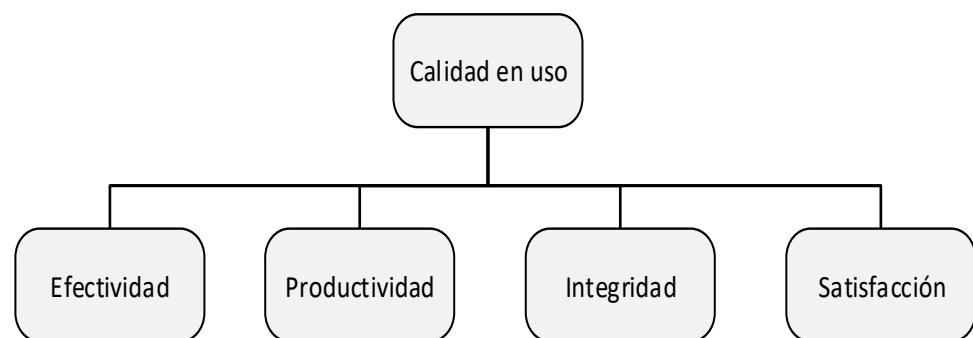 Calidad en uso
Efectividad
Productividad
Integridad
Satisfacción